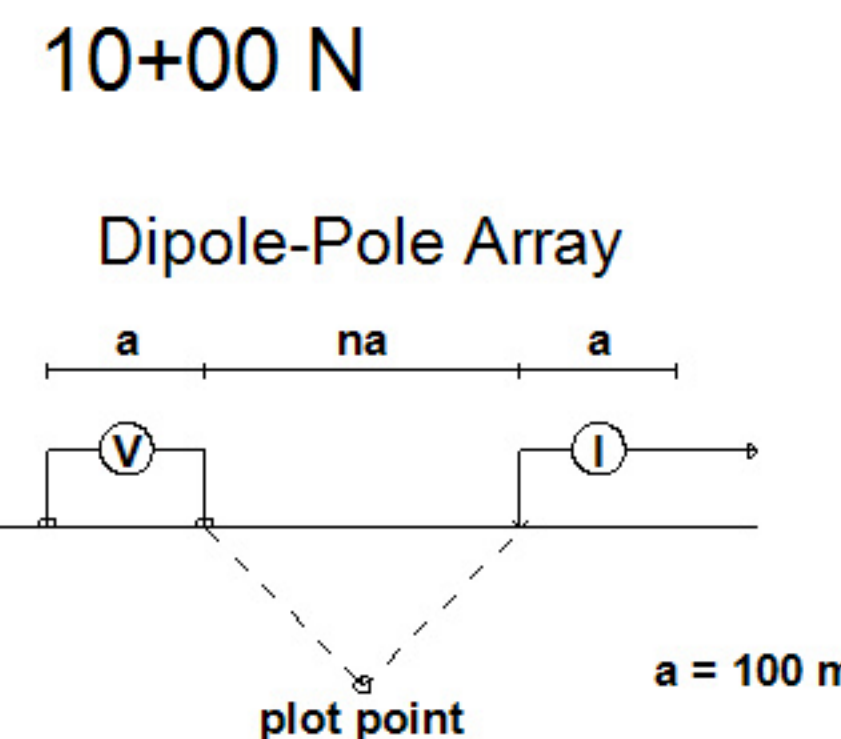 10+00 N
Dipole-Pole Array
a na a
V I
a = 100 m
plot point